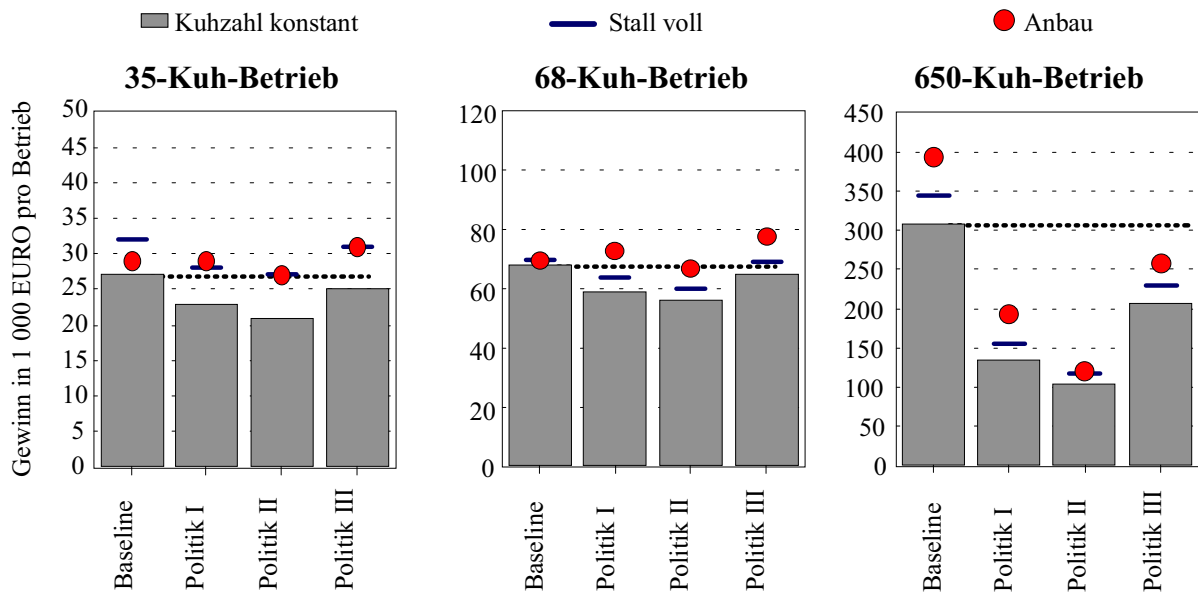 Kuhzahl konstant
Stall voll
Anbau
35-Kuh-Betrieb
68-Kuh-Betrieb
650-Kuh-Betrieb
Gewinn in 1 000 EURO pro Betrieb
50
45
40
35
30
25
20
15
10
5
0
Baseline
Politik I
Politik II
Politik III
120
100
80
60
40
20
0
Baseline
Politik I
Politik II
Politik III
450
400
350
300
250
200
150
100
50
0
Baseline
Politik I
Politik II
Politik III